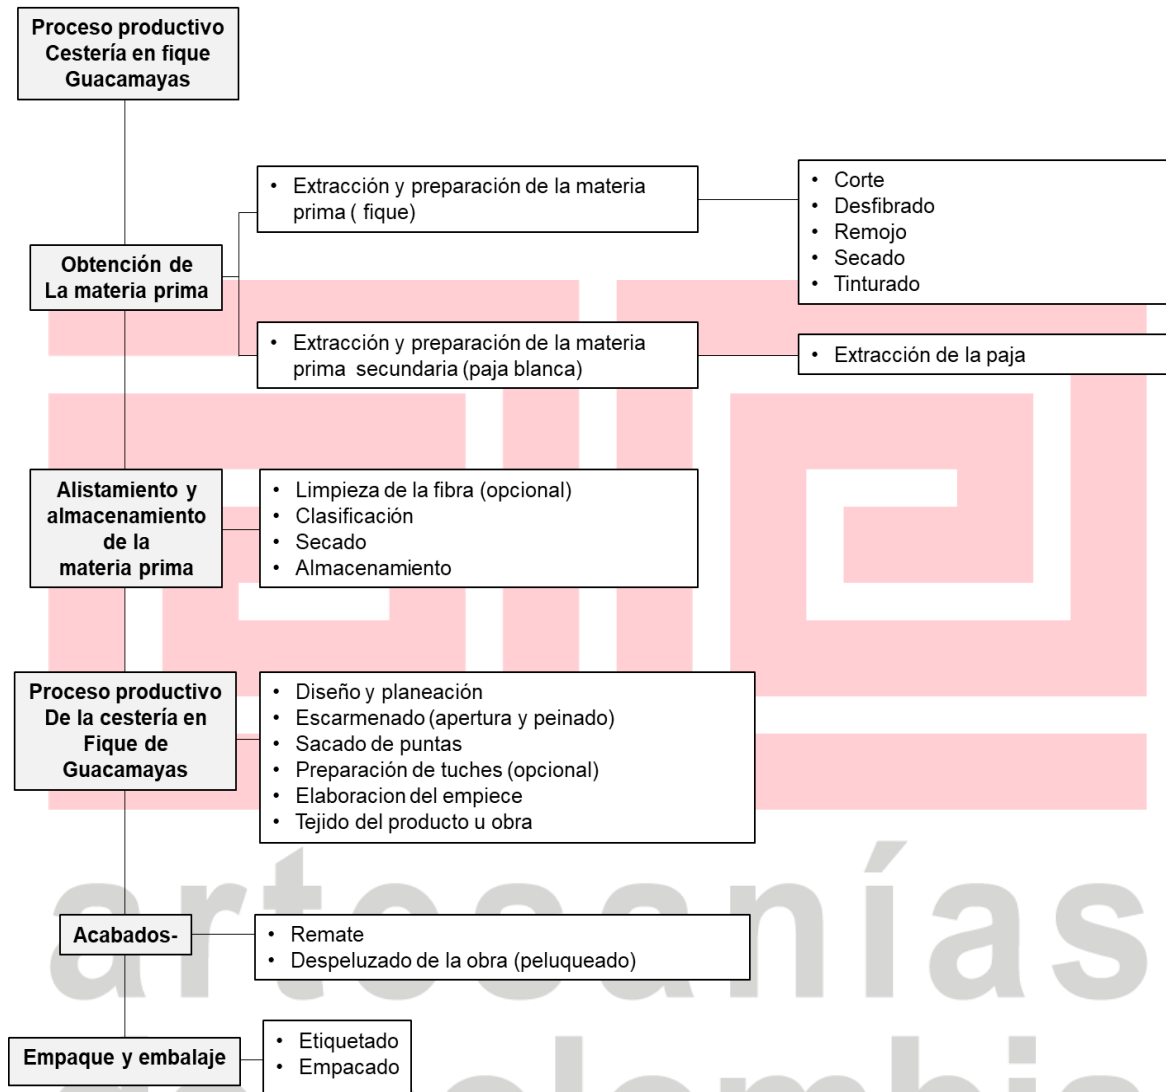 Proceso productivo
Cestería en fique
Guacamayas
• Extracción y preparación de la materia
prima ( fique)
• Corte
• Desfibrado
• Remojo
• Secado
• Tinturado
Obtención de
La materia prima
• Extracción y preparación de la materia
prima secundaria (paja blanca)
• Extracción de la paja
Alistamiento y
almacenamiento
de la
materia prima
• Limpieza de la fibra (opcional)
• Clasificación
• Secado
• Almacenamiento
Proceso productivo
De la cestería en
Fique de
Guacamayas
• Diseño y planeación
• Escarmenado (apertura y peinado)
• Sacado de puntas
• Preparación de tuches (opcional)
• Elaboracion del empiece
• Tejido del producto u obra
Acabados-
• Remate
• Despeluzado de la obra (peluqueado)
Empaque y embalaje
• Etiquetado
• Empacado
artesanías